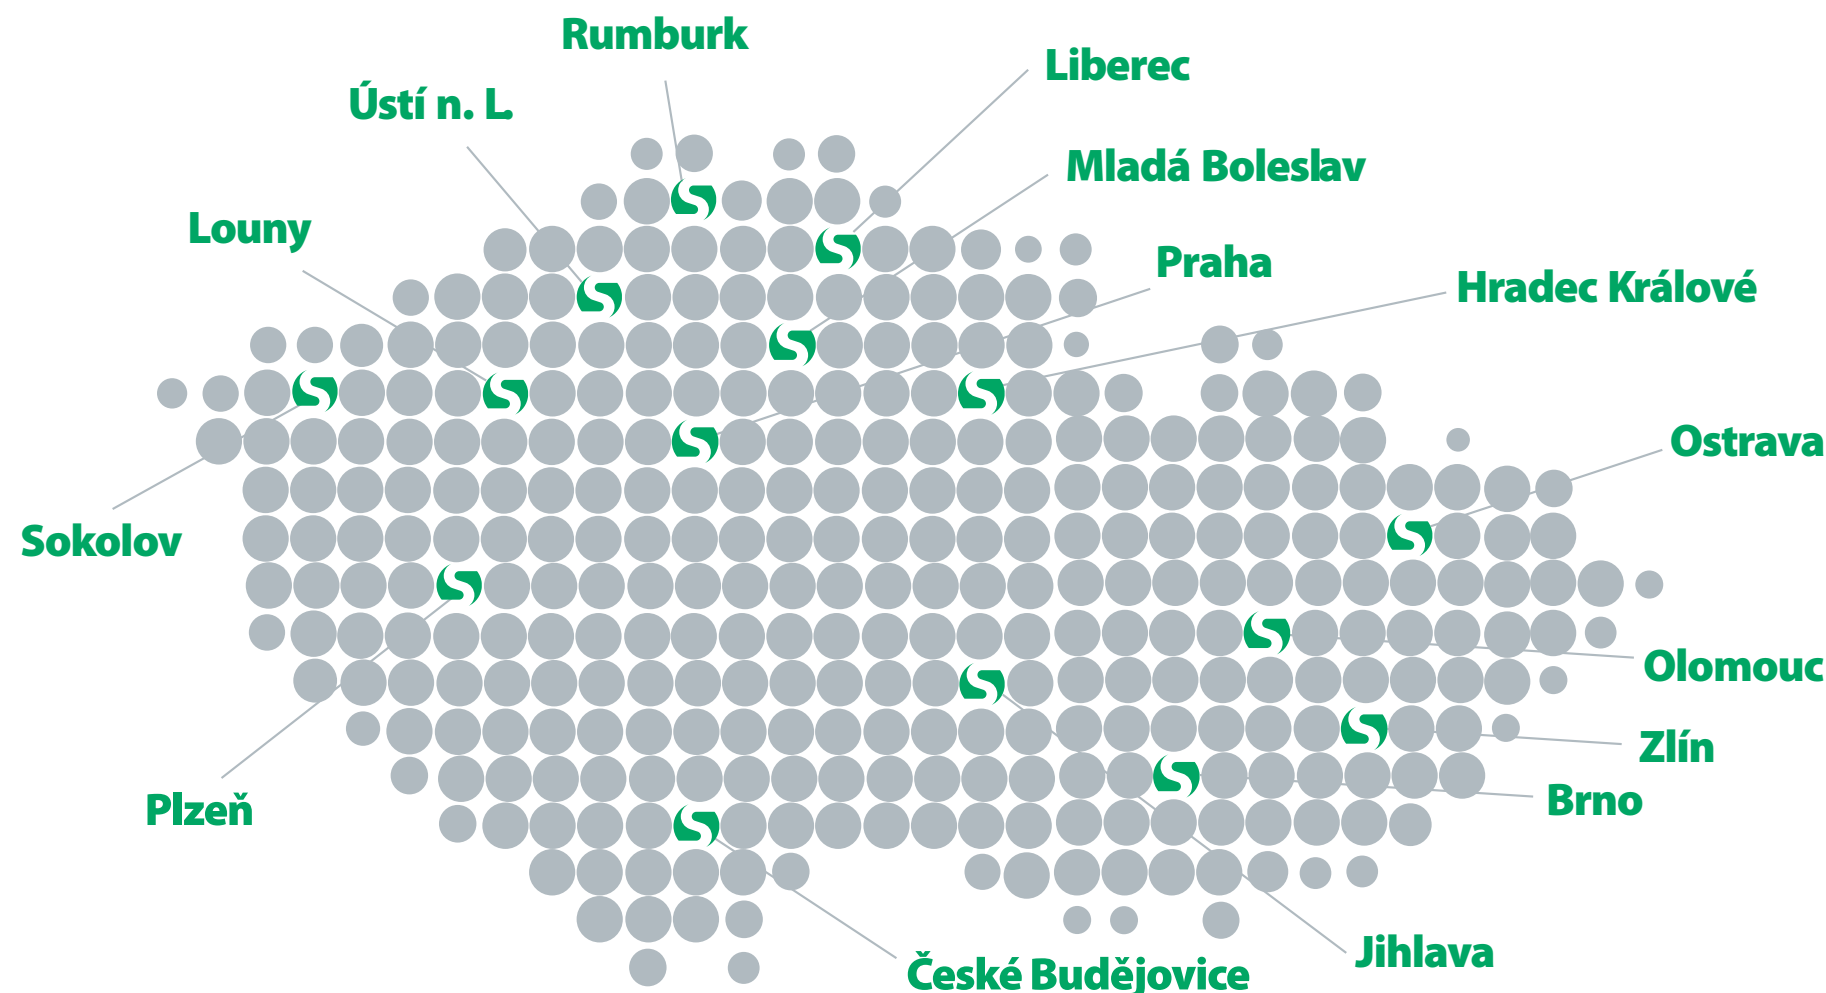 Rumburk
Liberec
Ústí n. L.
Mladá Boleslav
Louny
Praha
Hradec Králové
Ostrava
Sokolov
Olomouc
Zlín
Plzeň
Brno
Jihlava
České Budějovice